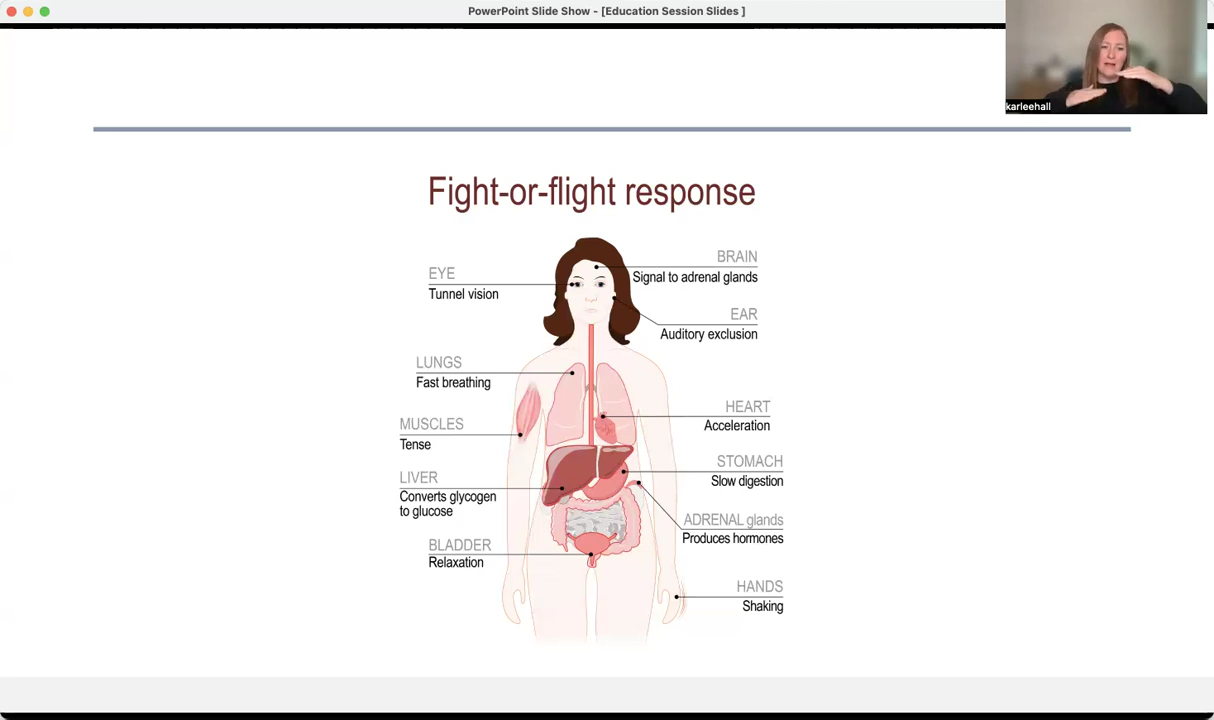 PowerPoint Slide Show - [Education Session Slides ]
karleehall
Fight-or-flight response
EYE
Tunnel vision
LUNGS
Fast breathing
MUSCLES
Tense
LIVER
Converts glycogen
to glucose
BLADDER
Relaxation
BRAIN
Signal to adrenal glands
EAR
Auditory exclusion
HEART
Acceleration
STOMACH
Slow digestion
ADRENAL glands
Produces hormones
HANDS
Shaking